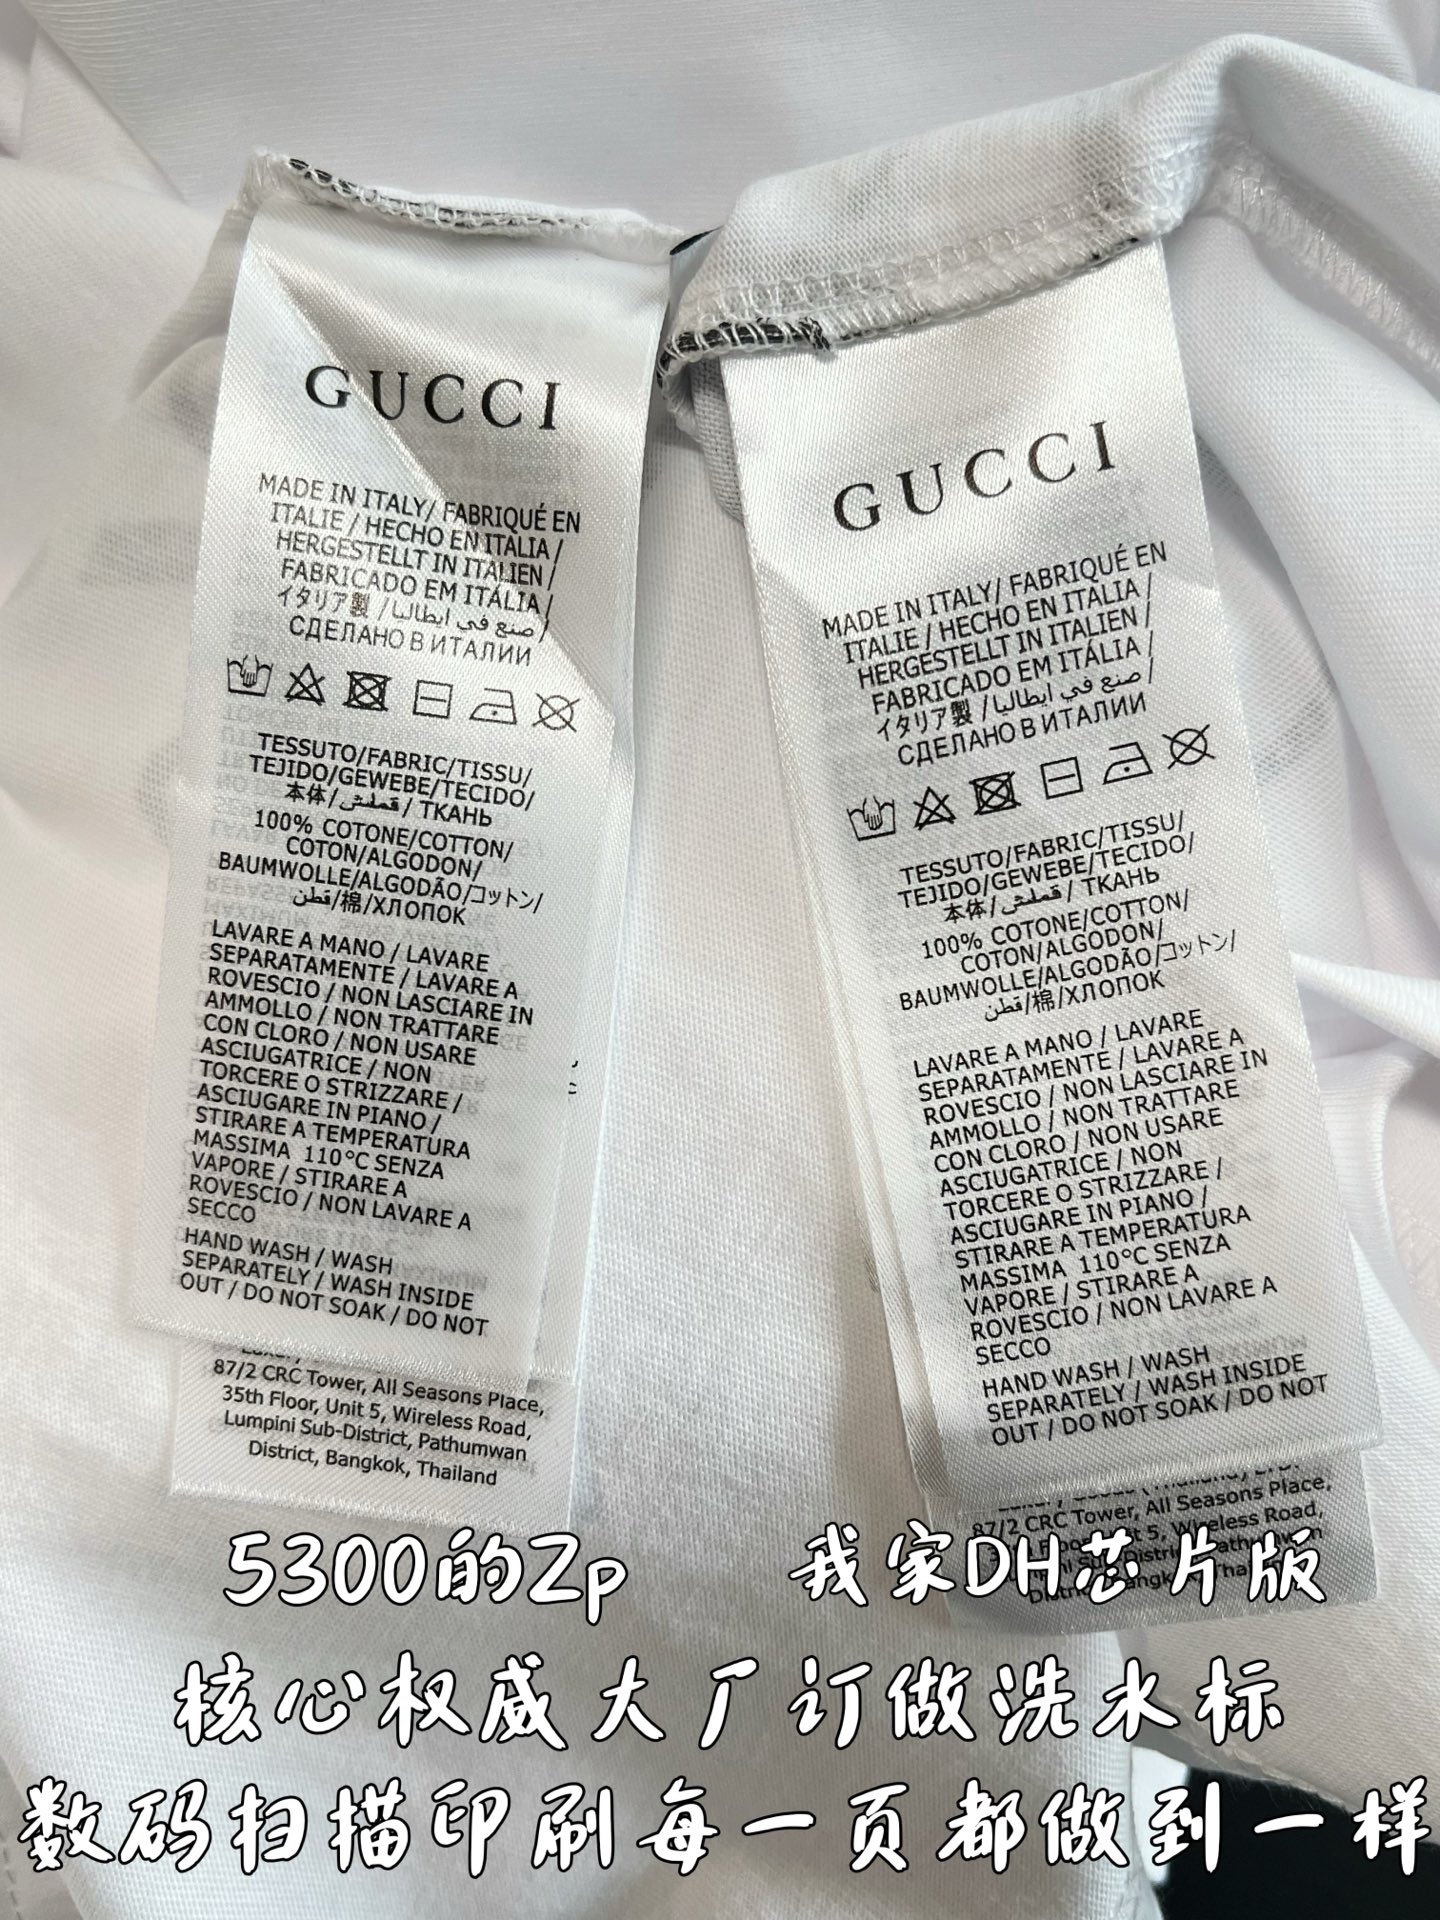 GUCCI
MADE IN ITALY/ FABRIQUÉ EN
ITALIE / HECHO EN ITALIA /
HERGESTELLT IN ITALIEN /
FABRICADO EM ITÁLIA /
イタリア製 / صنع في ايطاليا /
СДЕЛАНО В ИТАЛИИ
TESSUTO/FABRIC/TISSU/
TEJIDO/GEWEBE/TECIDO/
本体/قملش/ ТКАНЬ
100% COTONE/COTTON/
COTON/ALGODON/
BAUMWOLLE/ALGODÃO/コットン/
قطن/棉/ХЛОПОК
LAVARE A MANO / LAVARE
SEPARATAMENTE / LAVARE A
ROVESCIO / NON LASCIARE IN
AMMOLLO / NON TRATTARE
CON CLORO / NON USARE
ASCIUGATRICE / NON
TORCERE O STRIZZARE /
ASCIUGARE IN PIANO /
STIRARE A TEMPERATURA
MASSIMA 110°C SENZA
VAPORE / STIRARE A
ROVESCIO / NON LAVARE A
SECCO
HAND WASH / WASH
SEPARATELY / WASH INSIDE
OUT / DO NOT SOAK / DO NOT
87/2 CRC Tower, All Seasons Place,
35th Floor, Unit 5, Wireless Road,
Lumpini Sub-District, Pathumwan
District, Bangkok, Thailand
GUCCI
MADE IN ITALY/ FABRIQUÉ EN
ITALIE / HECHO EN ITALIA /
HERGESTELLT IN ITALIEN /
FABRICADO EM ITÁLIA /
イタリア製 / صنع في ايطاليا /
СДЕЛАНО В ИТАЛИИ
TESSUTO/FABRIC/TISSU/
TEJIDO/GEWEBE/TECIDO/
本体/قملش/ ТКАНЬ
100% COTONE/COTTON/
COTON/ALGODON/
BAUMWOLLE/ALGODÃO/コットン/
قطن/棉/ХЛОПОК
LAVARE A MANO / LAVARE
SEPARATAMENTE / LAVARE A
ROVESCIO / NON LASCIARE IN
AMMOLLO / NON TRATTARE
CON CLORO / NON USARE
ASCIUGATRICE / NON
TORCERE O STRIZZARE /
ASCIUGARE IN PIANO /
STIRARE A TEMPERATURA
MASSIMA 110°C SENZA
VAPORE / STIRARE A
ROVESCIO / NON LAVARE A
SECCO
HAND WASH / WASH
SEPARATELY / WASH INSIDE
OUT / DO NOT SOAK / DO NOT
87/2 CRC Tower, All Seasons Place,
5, Wireless Road,
5300的Zp 我家DH芯片版
核心权威大厂订做洗水标
数码扫描印刷每一页都做到一样